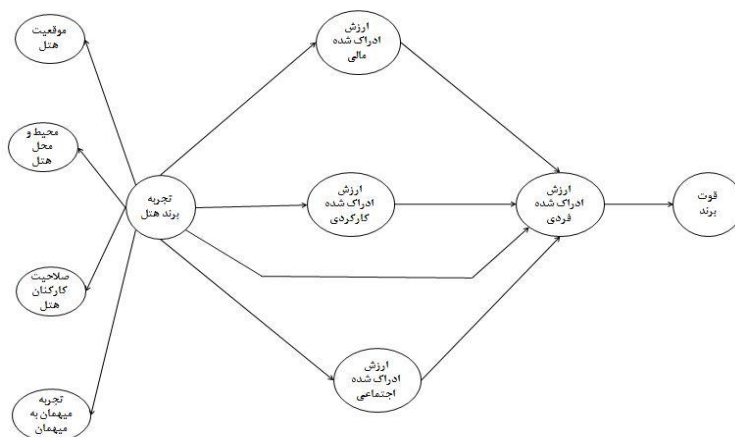 موقعیت
هتل
محیط و
محل
هتل
تجربه
برند هتل
صلاحیت
کارکنان
هتل
تجربه
میهمان به
میهمان
ارزش
ادراک شده
مالی
ارزش
ادراک شده
کارکردی
ارزش
ادراک شده
اجتماعی
ارزش
ادراک شده
فردی
قوت
برند